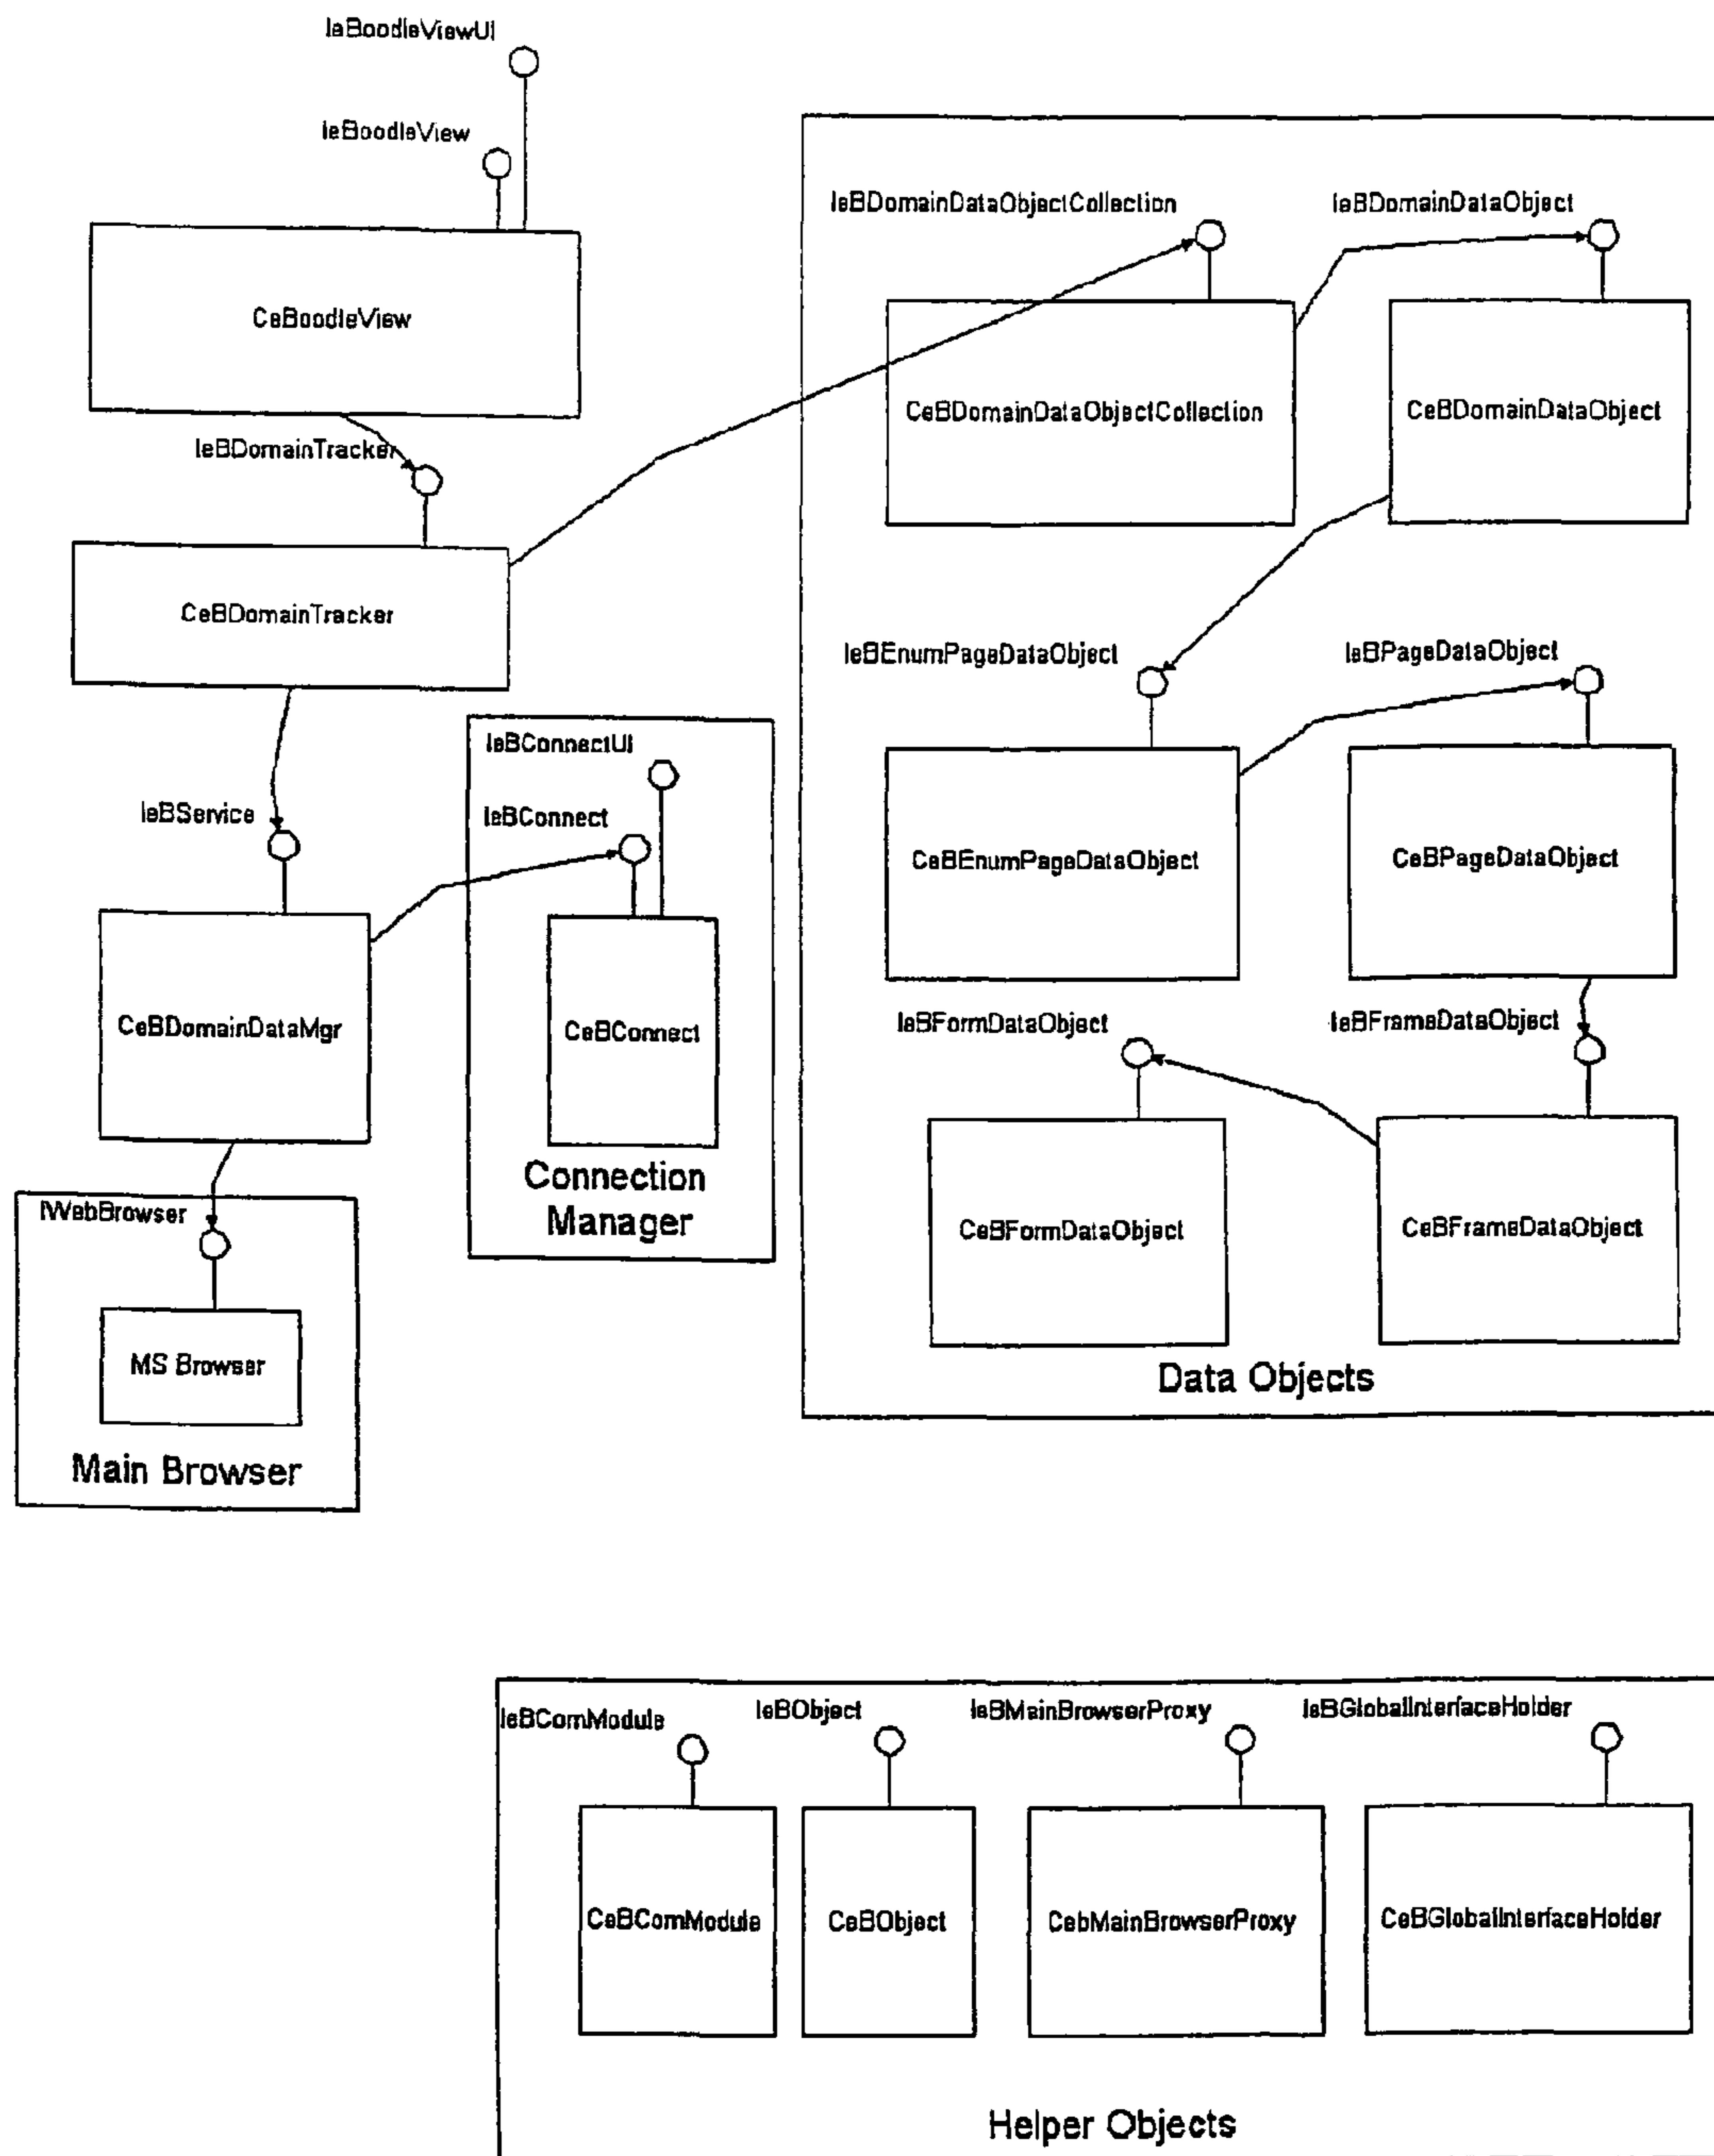 IeBoodleViewUI
IeBoodleView
CeBoodleView
IeBDomainTracker
CeBDomainTracker
IeBService
CeBDomainDataMgr
IWebBrowser
MS Browser
Main Browser
IeBConnectUI
IeBConnect
CeBConnect
Connection
Manager
IeBDomainDataObjectCollection
IeBDomainDataObject
CeBDomainDataObjectCollection
CeBDomainDataObject
IeBEnumPageDataObject
IeBPageDataObject
CeBEnumPageDataObject
CeBPageDataObject
IeBFormDataObject
IeBFrameDataObject
CeBFormDataObject
CeBFrameDataObject
Data Objects
IeBComModule
IeBObject
IeBMainBrowserProxy
IeBGlobalInterfaceHolder
CeBComModule
CeBObject
CebMainBrowserProxy
CeBGlobalInterfaceHolder
Helper Objects